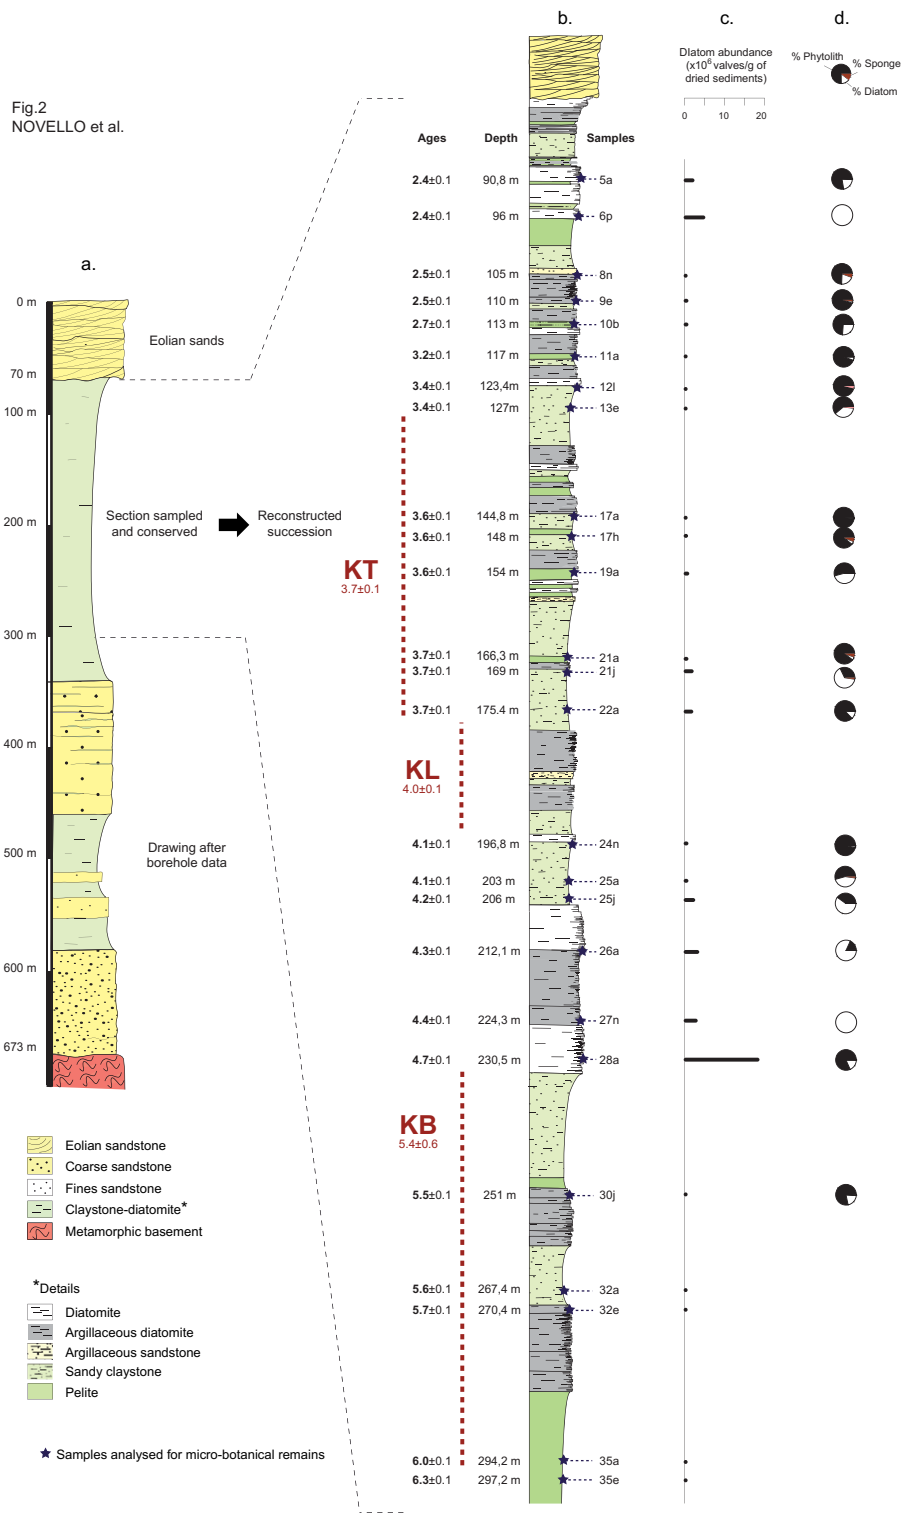 Fig.2
NOVELLO et al.
a.
0 m
70 m
100 m
200 m
300 m
400 m
500 m
600 m
673 m
Eolian sands
Section sampled
and conserved
Reconstructed
succession
Drawing after
borehole data
Eolian sandstone
Coarse sandstone
Fines sandstone
Claystone-diatomite*
Metamorphic basement
*Details
Diatomite
Argillaceous diatomite
Argillaceous sandstone
Sandy claystone
Pelite
Samples analysed for micro-botanical remains
KT
3.7±0.1
KL
4.0±0.1
KB
5.4±0.6
b.
c.
d.
DIatom abundance
(x10⁶ valves/g of
dried sediments)
0 10 20
% Phytolith
% Sponge
% Diatom
Ages Depth Samples
2.4±0.1 90,8 m 5a
2.4±0.1 96 m 6p
2.5±0.1 105 m 8n
2.5±0.1 110 m 9e
2.7±0.1 113 m 10b
3.2±0.1 117 m 11a
3.4±0.1 123,4m 12l
3.4±0.1 127m 13e
3.6±0.1 144,8 m 17a
3.6±0.1 148 m 17h
3.6±0.1 154 m 19a
3.7±0.1 166,3 m 21a
3.7±0.1 169 m 21j
3.7±0.1 175.4 m 22a
4.1±0.1 196,8 m 24n
4.1±0.1 203 m 25a
4.2±0.1 206 m 25j
4.3±0.1 212,1 m 26a
4.4±0.1 224,3 m 27n
4.7±0.1 230,5 m 28a
5.5±0.1 251 m 30j
5.6±0.1 267,4 m 32a
5.7±0.1 270,4 m 32e
6.0±0.1 294,2 m 35a
6.3±0.1 297,2 m 35e